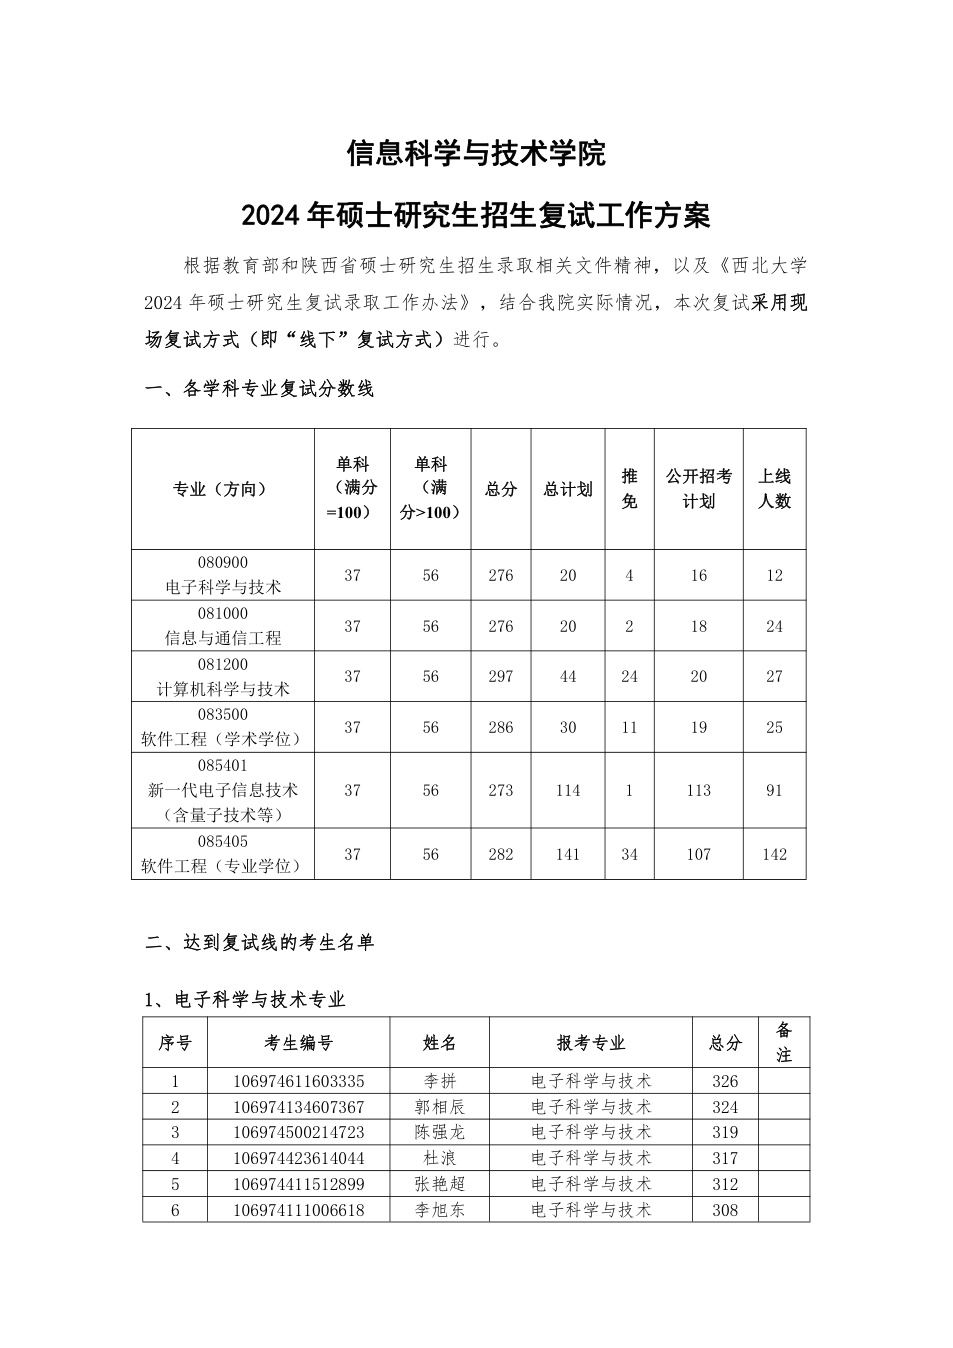 信息科学与技术学院
2024 年硕士研究生招生复试工作方案
根据教育部和陕西省硕士研究生招生录取相关文件精神，以及《西北大学
2024 年硕士研究生复试录取工作办法》，结合我院实际情况，本次复试采用现
场复试方式（即“线下”复试方式）进行。
一、各学科专业复试分数线
专业（方向） 单科（满分=100） 单科（满分>100） 总分 总计划 推免 公开招考计划 上线人数
080900
电子科学与技术 37 56 276 20 4 16 12
081000
信息与通信工程 37 56 276 20 2 18 24
081200
计算机科学与技术 37 56 297 44 24 20 27
083500
软件工程（学术学位） 37 56 286 30 11 19 25
085401
新一代电子信息技术
（含量子技术等） 37 56 273 114 1 113 91
085405
软件工程（专业学位） 37 56 282 141 34 107 142
二、达到复试线的考生名单
1、电子科学与技术专业
序号 考生编号 姓名 报考专业 总分 备注
1 106974611603335 李拼 电子科学与技术 326
2 106974134607367 郭相辰 电子科学与技术 324
3 106974500214723 陈强龙 电子科学与技术 319
4 106974423614044 杜浪 电子科学与技术 317
5 106974411512899 张艳超 电子科学与技术 312
6 106974111006618 李旭东 电子科学与技术 308